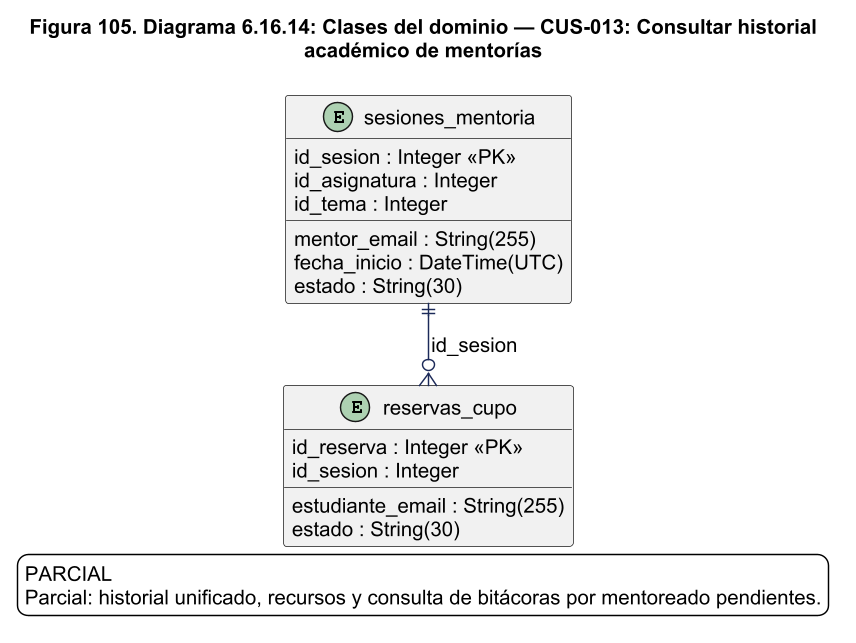 Figura 105. Diagrama 6.16.14: Clases del dominio — CUS-013: Consultar historial
académico de mentorías
E sesiones_mentoria
id_sesion : Integer «PK»
id_asignatura : Integer
id_tema : Integer
mentor_email : String(255)
fecha_inicio : DateTime(UTC)
estado : String(30)
id_sesion
E reservas_cupo
id_reserva : Integer «PK»
id_sesion : Integer
estudiante_email : String(255)
estado : String(30)
PARCIAL
Parcial: historial unificado, recursos y consulta de bitácoras por mentoreado pendientes.